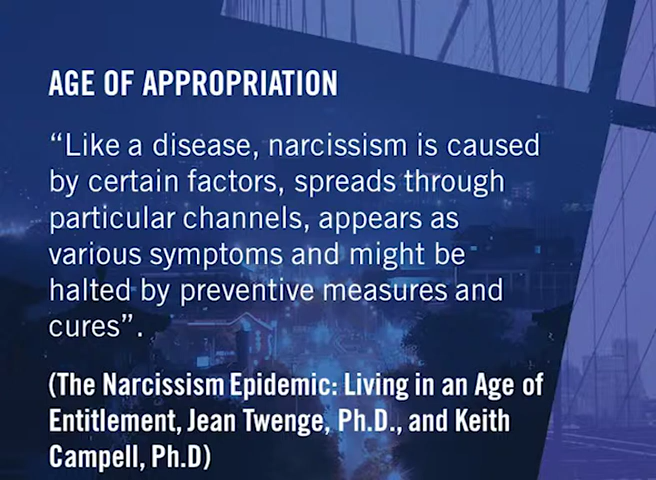 AGE OF APPROPRIATION
“Like a disease, narcissism is caused
by certain factors, spreads through
particular channels, appears as
various symptoms and might be
halted by preventive measures and
cures”.
(The Narcissism Epidemic: Living in an Age of
Entitlement, Jean Twenge, Ph.D., and Keith
Campell, Ph.D)